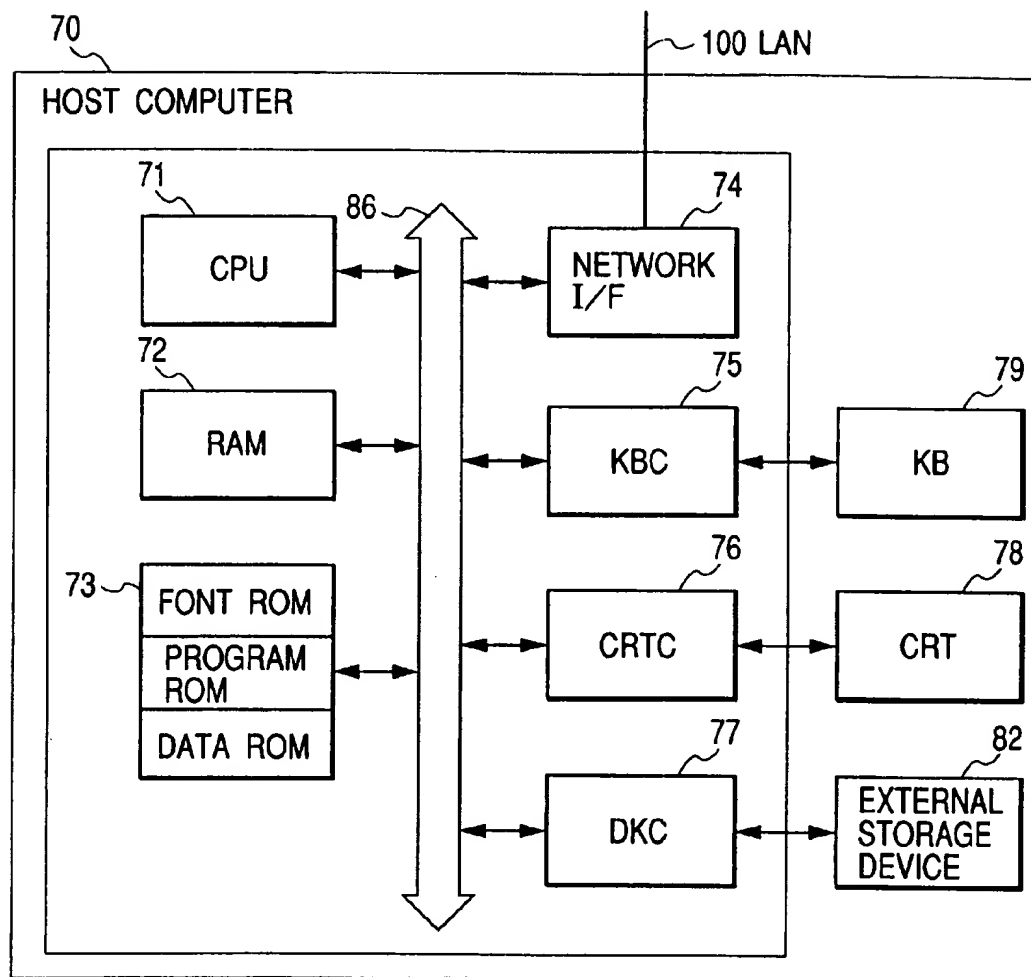 70
100 LAN
HOST COMPUTER
71
86
74
CPU
NETWORK
I/F
72
75
79
RAM
KBC
KB
73
76
78
FONT ROM
PROGRAM
ROM
DATA ROM
CRTC
CRT
77
82
DKC
EXTERNAL
STORAGE
DEVICE